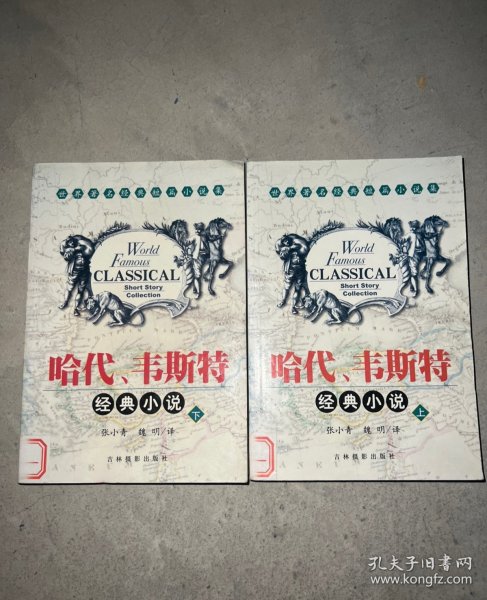 世界著名经典短篇小说集
World
Famous
CLASSICAL
Short Story
Collection
哈代、韦斯特
经典小说 下
张小青 魏明/译
吉林摄影出版社
世界著名经典短篇小说集
World
Famous
CLASSICAL
Short Story
Collection
哈代、韦斯特
经典小说 上
张小青 魏明/译
吉林摄影出版社
孔夫子旧书网
www.kongfz.com